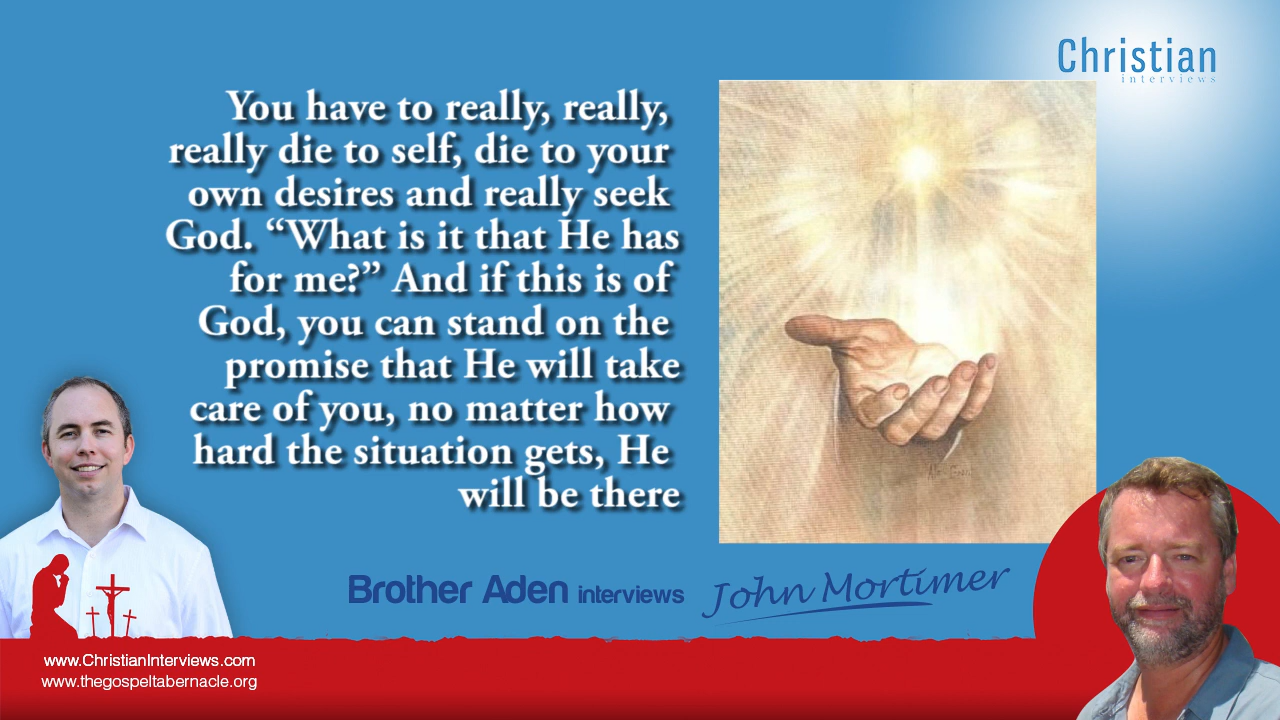 Christian
interviews
You have to really, really,
really die to self, die to your
own desires and really seek
God. “What is it that He has
for me?” And if this is of
God, you can stand on the
promise that He will take
care of you, no matter how
hard the situation gets, He
will be there
Brother Aden interviews John Mortimer
www.ChristianInterviews.com
www.thegospeltabernacle.org